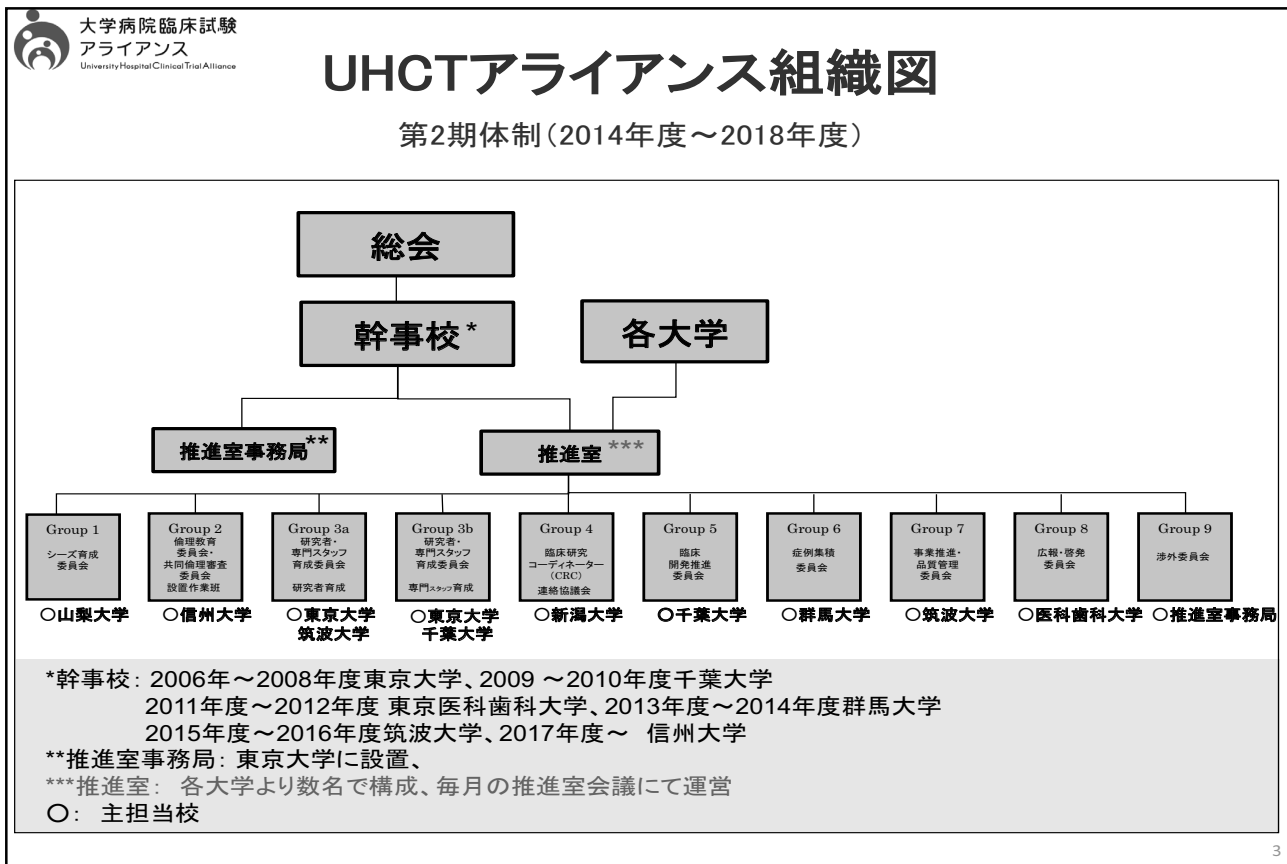 大学病院臨床試験
アライアンス
University Hospital Clinical Trial Alliance
UHCTアライアンス組織図
第2期体制(2014年度～2018年度)
総会
幹事校*
各大学
推進室事務局**
推進室***
Group 1
シーズ育成
委員会
○山梨大学
Group 2
倫理教育
委員会・
共同倫理審査
委員会
設置作業班
○信州大学
Group 3a
研究者・
専門スタッフ
育成委員会
研究者育成
○東京大学
筑波大学
Group 3b
研究者・
専門スタッフ
育成委員会
専門スタッフ育成
○東京大学
千葉大学
Group 4
臨床研究
コーディネーター
(CRC)
連絡協議会
○新潟大学
Group 5
臨床
開発推進
委員会
○千葉大学
Group 6
症例集積
委員会
○群馬大学
Group 7
事業推進・
品質管理
委員会
○筑波大学
Group 8
広報・啓発
委員会
○医科歯科大学
Group 9
渉外委員会
○推進室事務局
*幹事校: 2006年～2008年度東京大学、2009 ～2010年度千葉大学
2011年度～2012年度 東京医科歯科大学、2013年度～2014年度群馬大学
2015年度～2016年度筑波大学、2017年度～ 信州大学
**推進室事務局: 東京大学に設置、
***推進室: 各大学より数名で構成、毎月の推進室会議にて運営
○: 主担当校
3